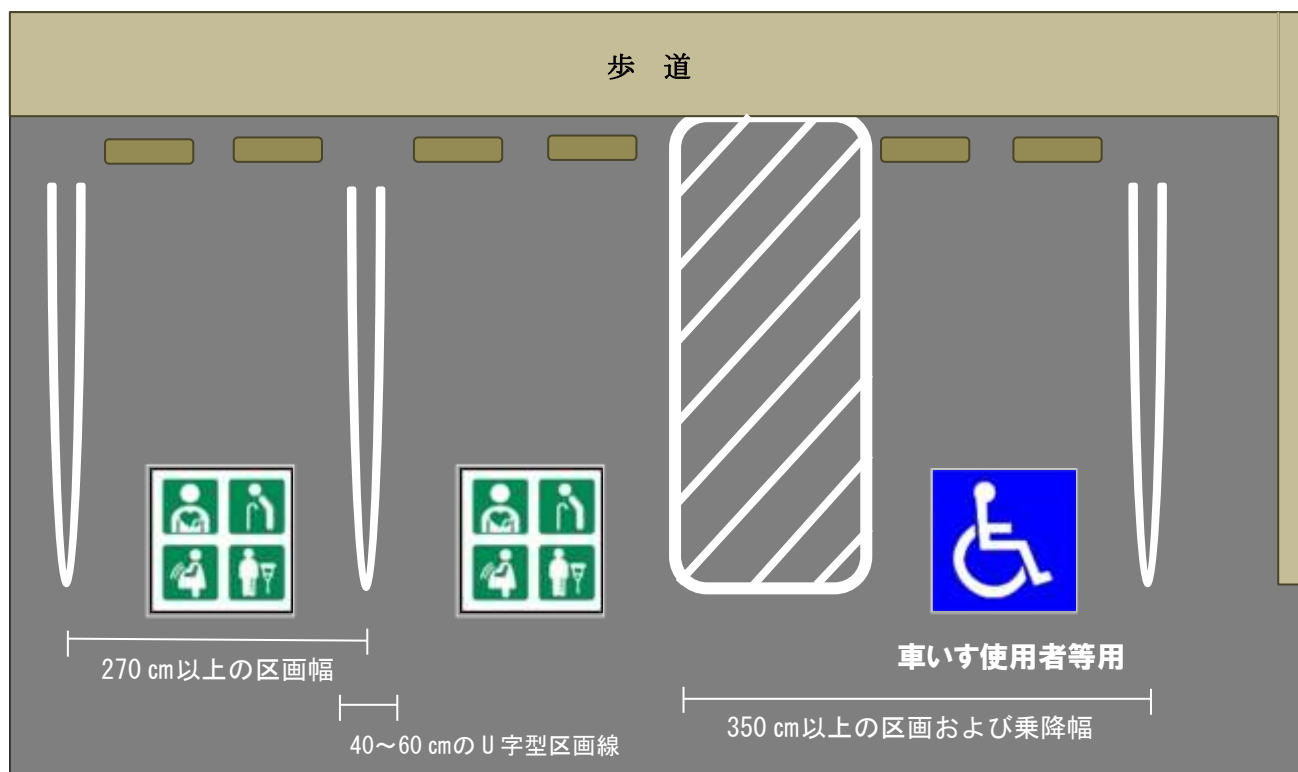 歩 道
車いす使用者等用
270 cm以上の区画幅
350 cm以上の区画および乗降幅
40～60 cmのU字型区画線